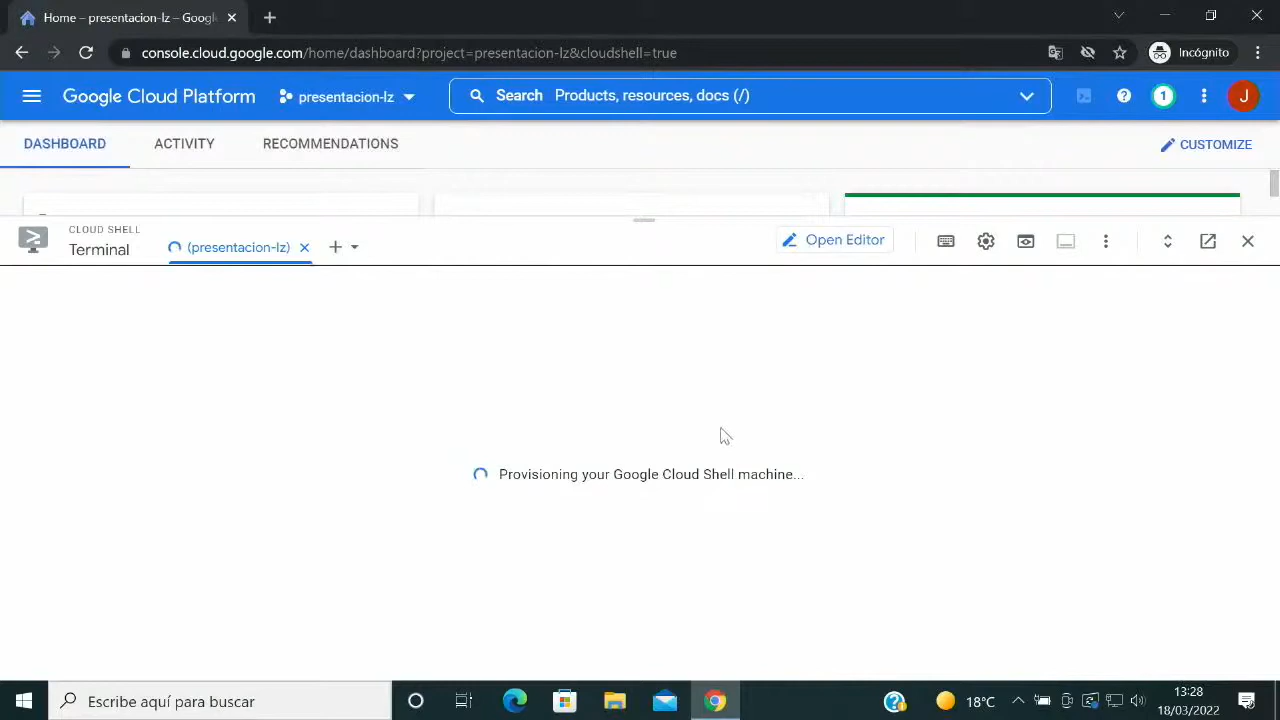 Home – presentacion-lz – Googl
console.cloud.google.com/home/dashboard?project=presentacion-lz&cloudshell=true
Incógnito
Google Cloud Platform
presentacion-lz
Search Products, resources, docs (/)
1
J
DASHBOARD
ACTIVITY
RECOMMENDATIONS
CUSTOMIZE
CLOUD SHELL
Terminal
(presentacion-lz)
Open Editor
Provisioning your Google Cloud Shell machine...
Escribe aquí para buscar
18°C
13:28
18/03/2022